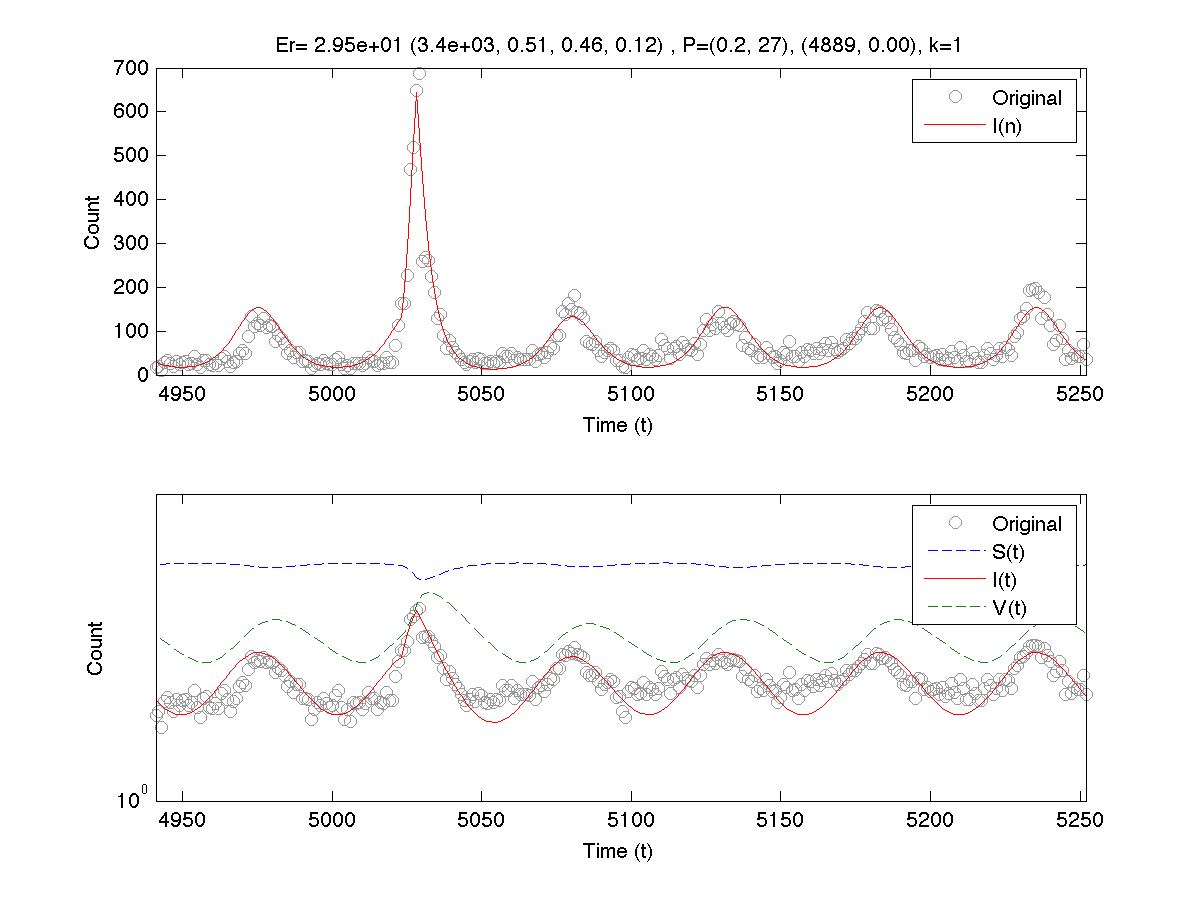 Er= 2.95e+01 (3.4e+03, 0.51, 0.46, 0.12) , P=(0.2, 27), (4889, 0.00), k=1
700
600
500
400
300
200
100
0
Count
Original
I(n)
4950 5000 5050 5100 5150 5200 5250
Time (t)
Count
10^0
Original
S(t)
I(t)
V(t)
4950 5000 5050 5100 5150 5200 5250
Time (t)